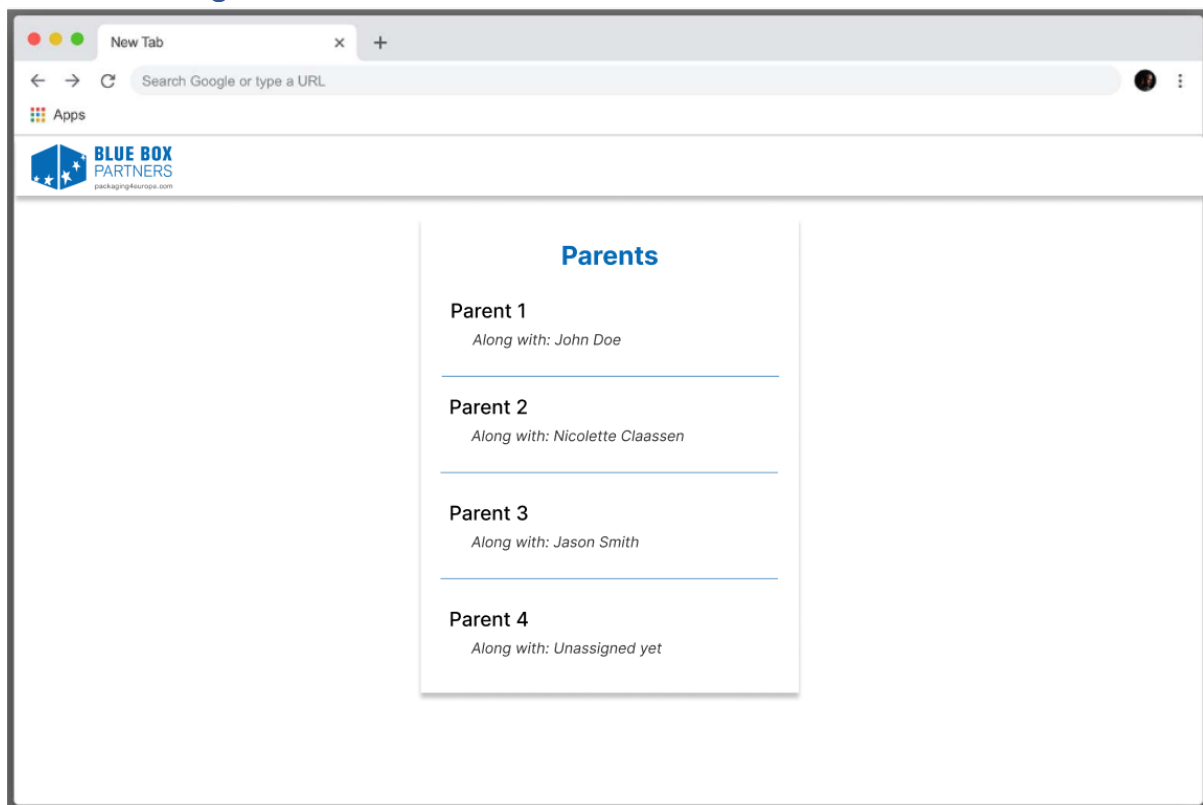 New Tab
Search Google or type a URL
Apps
BLUE BOX
PARTNERS
packaging4europe.com
Parents
Parent 1
Along with: John Doe
Parent 2
Along with: Nicolette Claassen
Parent 3
Along with: Jason Smith
Parent 4
Along with: Unassigned yet